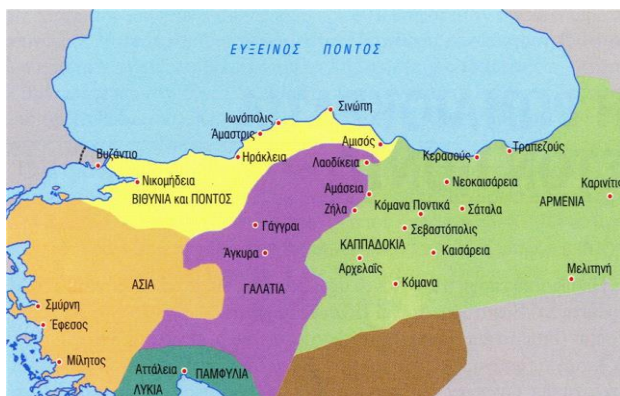 ΕΥΞΕΙΝΟΣ ΠΟΝΤΟΣ
Σινώπη
Ιωνόπολις
Άμαστρις
Αμισός
Βυζάντιο
Ηράκλεια
Λαοδίκεια
Κερασούς
Τραπεζούς
Νικομήδεια
Αμάσεια
Νεοκαισάρεια
Καρινίτις
ΒΙΘΥΝΙΑ και ΠΟΝΤΟΣ
Ζήλα
Κόμανα Ποντικά
Σάταλα
ΑΡΜΕΝΙΑ
Γάγγραι
Σεβαστόπολις
Άγκυρα
ΚΑΠΠΑΔΟΚΙΑ
Καισάρεια
Αρχελαΐς
ΑΣΙΑ
ΓΑΛΑΤΙΑ
Κόμανα
Μελιτηνή
Σμύρνη
Έφεσος
Μίλητος
Αττάλεια
ΠΑΜΦΥΛΙΑ
ΛΥΚΙΑ